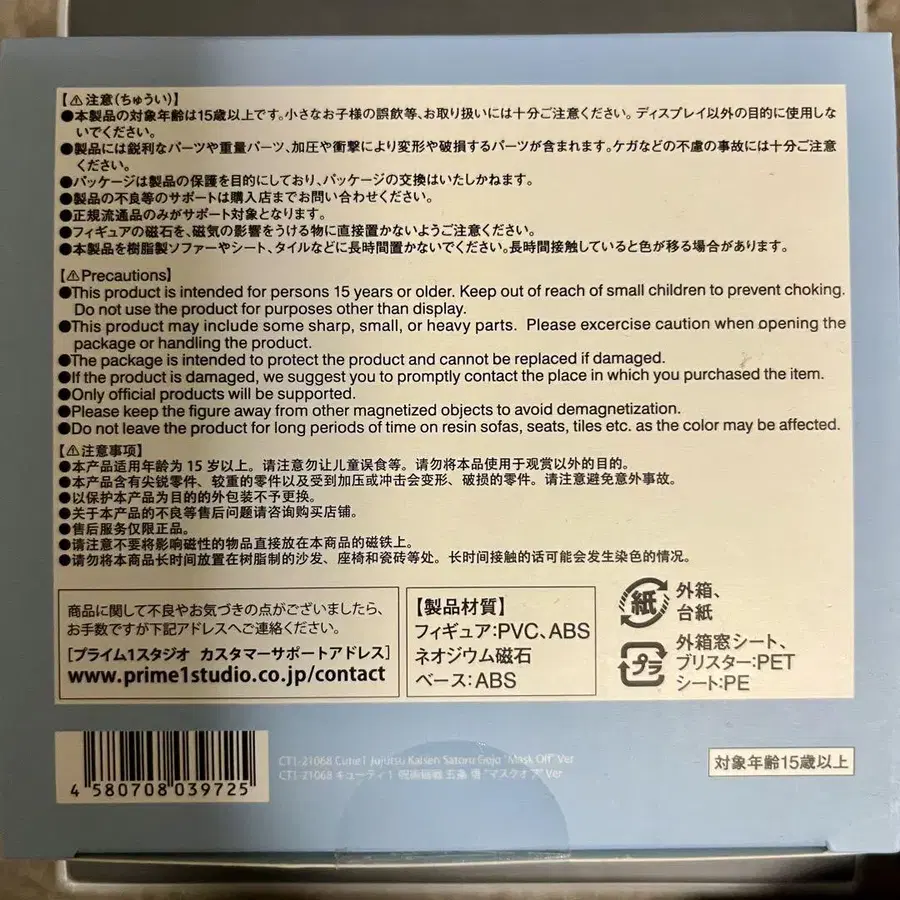 【⚠注意(ちゅうい)】
●本製品の対象年齢は15歳以上です。小さなお子様の誤飲等、お取り扱いには十分ご注意ください。ディスプレイ以外の目的に使用しな
いでください。
●製品には鋭利なパーツや重量パーツ、加圧や衝撃により変形や破損するパーツが含まれます。ケガなどの不慮の事故には十分ご注意
ください。
●パッケージは製品の保護を目的にしており、パッケージの交換はいたしかねます。
●製品の不良等のサポートは購入店までお問い合わせください。
●正規流通品のみがサポート対象となります。
●フィギュアの磁石を、磁気の影響をうける物に直接置かないようご注意ください。
●本製品を樹脂製ソファーやシート、タイルなどに長時間置かないでください。長時間接触していると色が移る場合があります。
【⚠Precautions】
●This product is intended for persons 15 years or older. Keep out of reach of small children to prevent choking.
Do not use the product for purposes other than display.
●This product may include some sharp, small, or heavy parts. Please excercise caution when opening the
package or handling the product.
●The package is intended to protect the product and cannot be replaced if damaged.
●If the product is damaged, we suggest you to promptly contact the place in which you purchased the item.
●Only official products will be supported.
●Please keep the figure away from other magnetized objects to avoid demagnetization.
●Do not leave the product for long periods of time on resin sofas, seats, tiles etc. as the color may be affected.
【⚠注意事项】
●本产品适用年龄为 15 岁以上。请注意勿让儿童误食等。请勿将本品使用于观赏以外的目的。
●本产品含有尖锐零件、较重的零件以及受到加压或冲击会变形、破损的零件。请注意避免意外事故。
●以保护本产品为目的的外包装不予更换。
●关于本产品的不良等售后问题请咨询购买店铺。
●售后服务仅限正品。
●请注意不要将影响磁性的物品直接放在本商品的磁铁上。
●请勿将本商品长时间放置在树脂制的沙发、座椅和瓷砖等处。长时间接触的话可能会发生染色的情况。
商品に関して不良やお気づきの点がございましたら、
お手数ですが下記アドレスへご連絡ください。
[プライム1スタジオ カスタマーサポートアドレス]
www.prime1studio.co.jp/contact
【製品材質】
フィギュア:PVC、ABS
ネオジウム磁石
ベース:ABS
紙
外箱、
台紙
プラ
外箱窓シート、
ブリスター:PET
シート:PE
4 580708 039725
CT1-21068 Cutie1 Jujutsu Kaisen Satoru Gojo "Mask Off" Ver
CT1-21068 キューティ1 呪術廻戦 五条 悟 "マスクオフ" Ver
対象年齢15歳以上